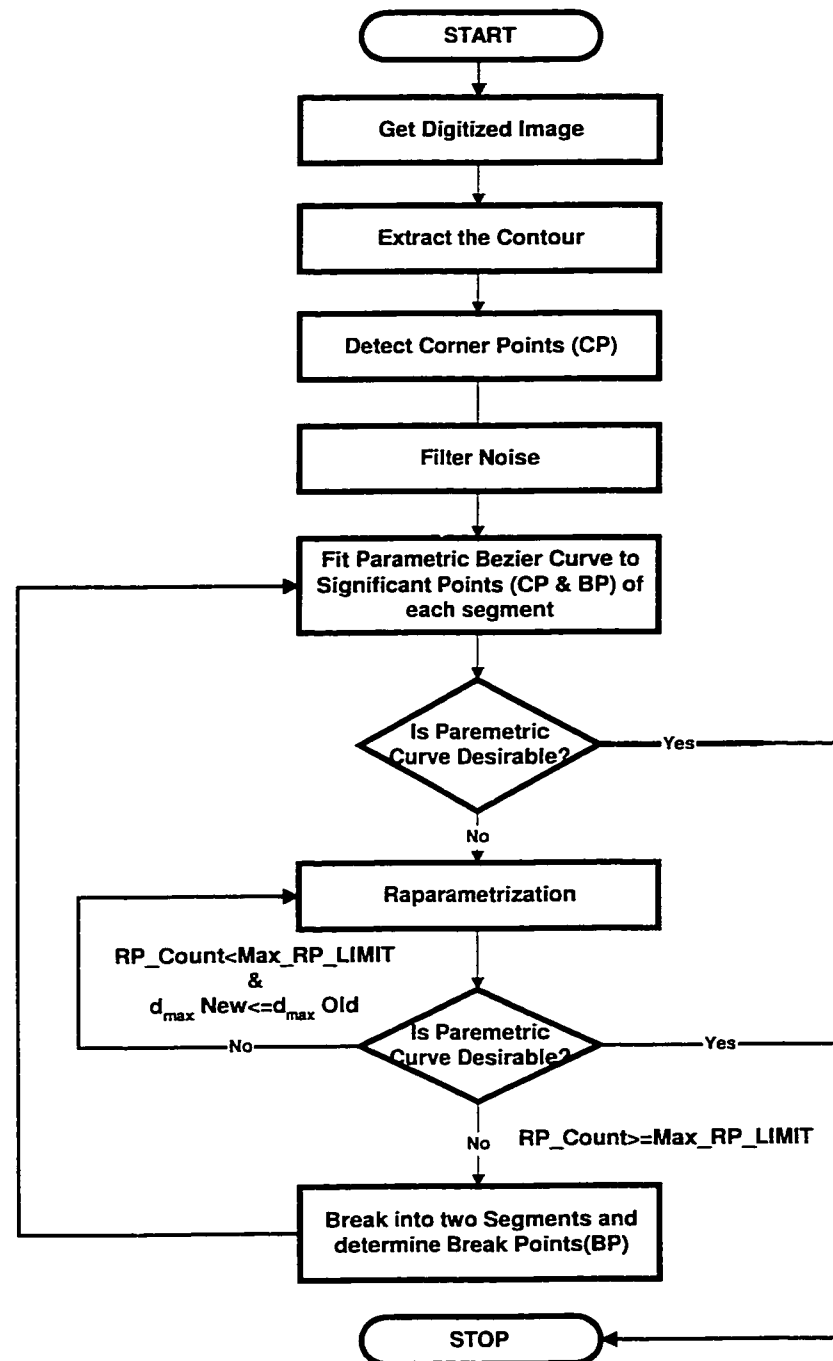 START
Get Digitized Image
Extract the Contour
Detect Corner Points (CP)
Filter Noise
Fit Parametric Bezier Curve to
Significant Points (CP & BP) of
each segment
Is Paremetric
Curve Desirable?
Yes
No
Raparametrization
RP_Count<Max_RP_LIMIT
&
d_max New<=d_max Old
Is Paremetric
Curve Desirable?
No
Yes
No
RP_Count>=Max_RP_LIMIT
Break into two Segments and
determine Break Points(BP)
STOP